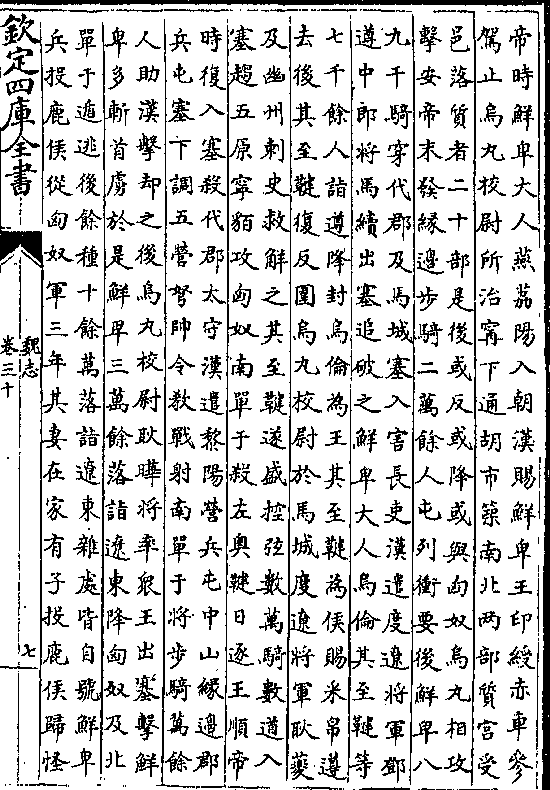 帝時鮮卑大人燕荔陽入朝漢賜鮮卑王印綬赤車參
駕止烏丸校尉所治甯下通胡市築南北兩部質宫受
邑落質者二十部是後或反或降或與匈奴烏丸相攻
擊安帝末發縁邊步騎二萬餘人屯列衝要後鮮卑八
九千騎穿代郡及馬城塞入害長吏漢遣度遼將軍鄧
遵中郎將馬續出塞追破之鮮卑大人烏倫其至鞬等
七千餘人詣遵降封烏倫為王其至鞬為侯賜采帛遵
去後其至鞬復反圍烏丸校尉於馬城度遼將軍耿夔
及幽州刺史救解之其至鞬遂盛控弦數萬騎數道入
塞趨五原寧貊攻匈奴南單于殺左奥鞬日逐王順帝
時復入塞殺代郡太守漢遣黎陽營兵屯中山緣邊郡
兵屯塞下調五營弩帥令教戰射南單于將步騎萬餘
人助漢擊却之後烏丸校尉耿曄將率衆王出塞擊鮮
卑多斬首虜於是鮮卑三萬餘落詣遼東降匈奴及北
單于遁逃後餘種十餘萬落詣遼東雜處皆自號鮮卑
兵投鹿侯從匈奴軍三年其妻在家有子投鹿侯歸怪
欽定四庫全書
魏志
卷三十
七